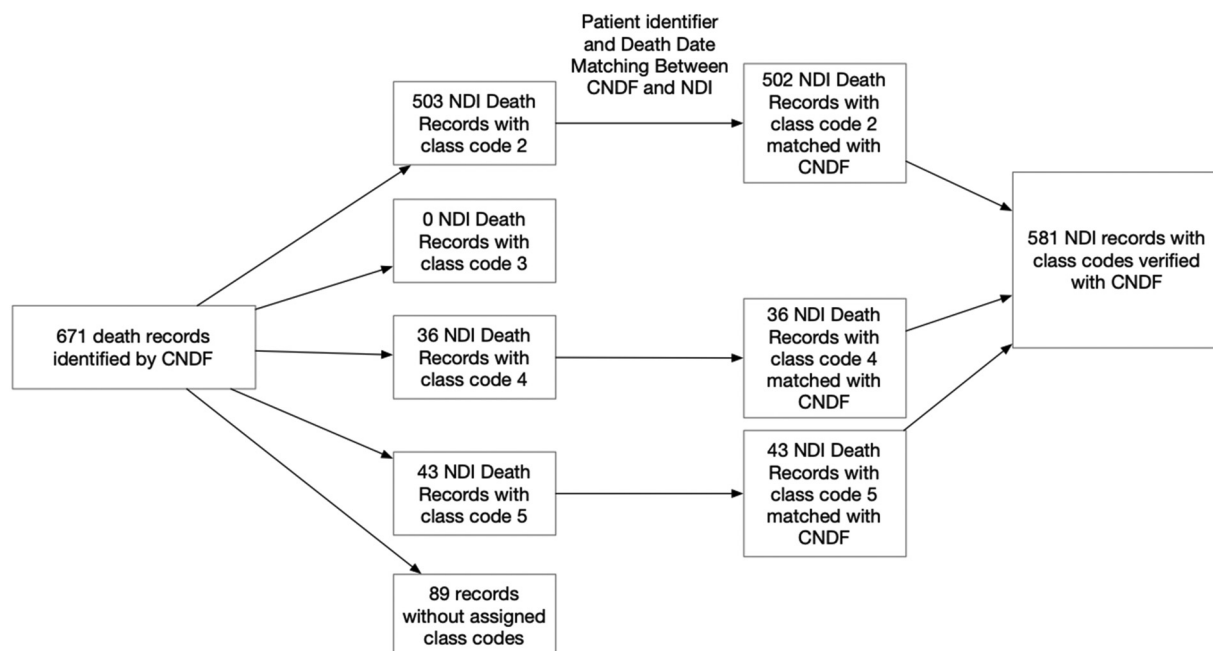 671 death records
identified by CNDF
503 NDI Death
Records with
class code 2
0 NDI Death
Records with
class code 3
36 NDI Death
Records with
class code 4
43 NDI Death
Records with
class code 5
89 records
without assigned
class codes
Patient identifier
and Death Date
Matching Between
CNDF and NDI
502 NDI Death
Records with
class code 2
matched with
CNDF
36 NDI Death
Records with
class code 4
matched with
CNDF
43 NDI Death
Records with
class code 5
matched with
CNDF
581 NDI records with
class codes verified
with CNDF